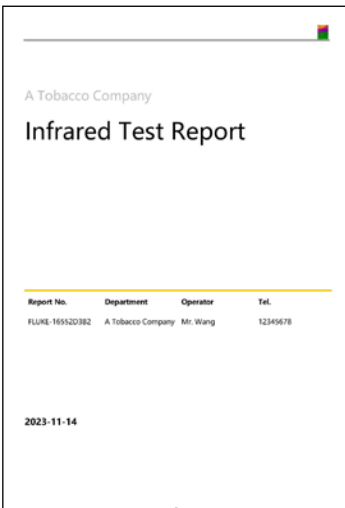 A Tobacco Company
Infrared Test Report
Report No. Department Operator Tel.
FLUKE-16552D3B2 A Tobacco Company Mr. Wang 12345678
2023-11-14